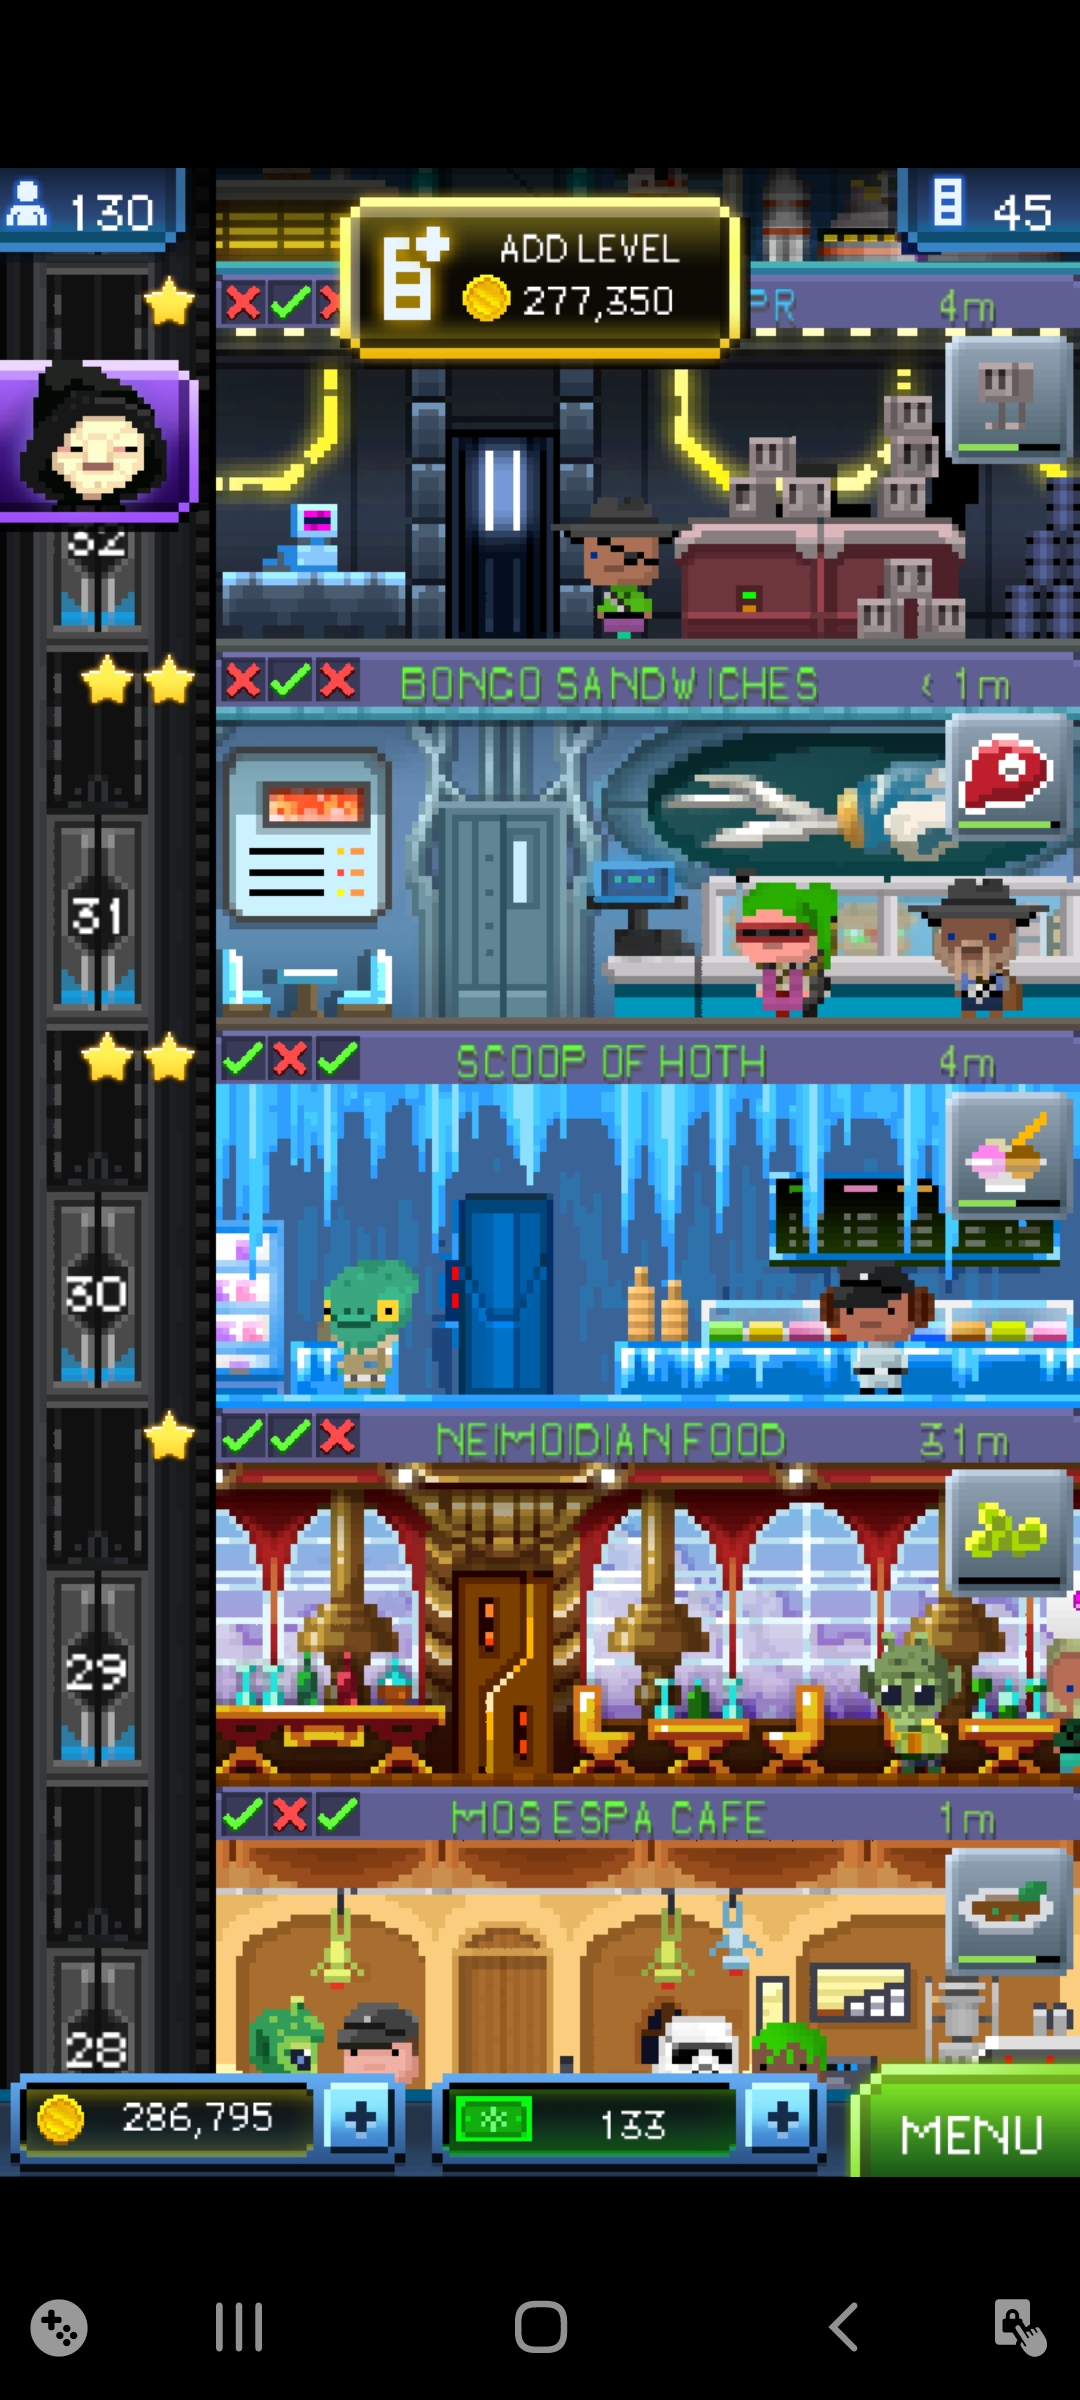 130
45
ADD LEVEL
277,350
PR
4m
32
BONGO SANDWICHES
< 1m
31
SCOOP OF HOTH
4m
30
NEIMOIDIAN FOOD
31m
29
MOS ESPA CAFE
1m
28
286,795
133
MENU